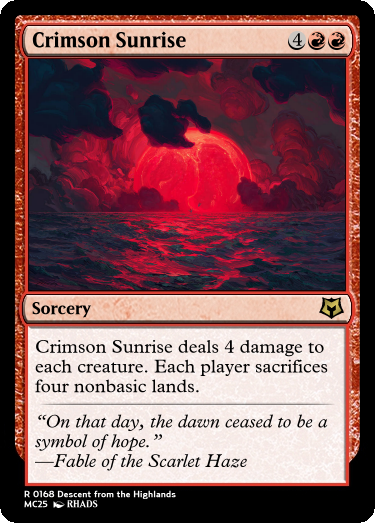 Crimson Sunrise 4
Sorcery
Crimson Sunrise deals 4 damage to
each creature. Each player sacrifices
four nonbasic lands.
“On that day, the dawn ceased to be a
symbol of hope.”
—Fable of the Scarlet Haze
R 0168 Descent from the Highlands
MC25 RHADS